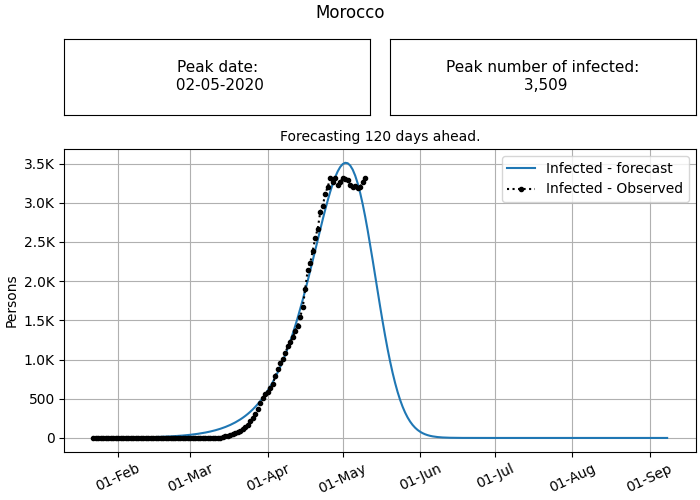 Morocco
Peak date:
02-05-2020
Peak number of infected:
3,509
Forecasting 120 days ahead.
Infected - forecast
Infected - Observed
Persons
3.5K
3.0K
2.5K
2.0K
1.5K
1.0K
500
0
01-Feb
01-Mar
01-Apr
01-May
01-Jun
01-Jul
01-Aug
01-Sep